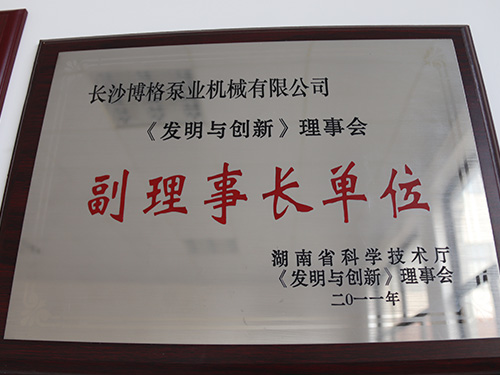 长沙博格泵业机械有限公司
《发明与创新》理事会
副理事长单位
湖南省科学技术厅
《发明与创新》理事会
二〇一一年